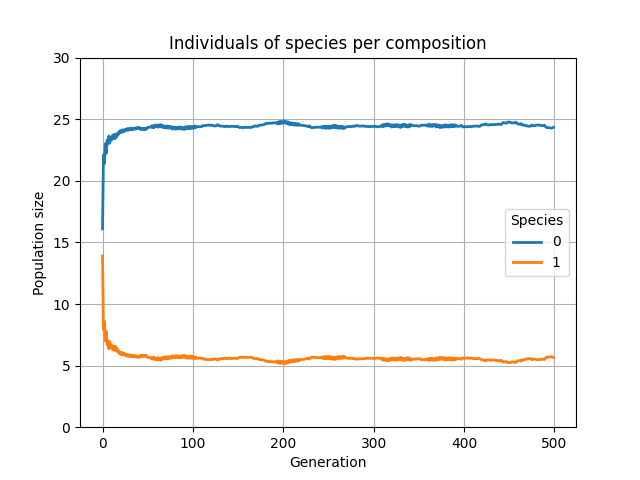 Individuals of species per composition
Population size
30
25
20
15
10
5
0
Species
0
1
0 100 200 300 400 500
Generation